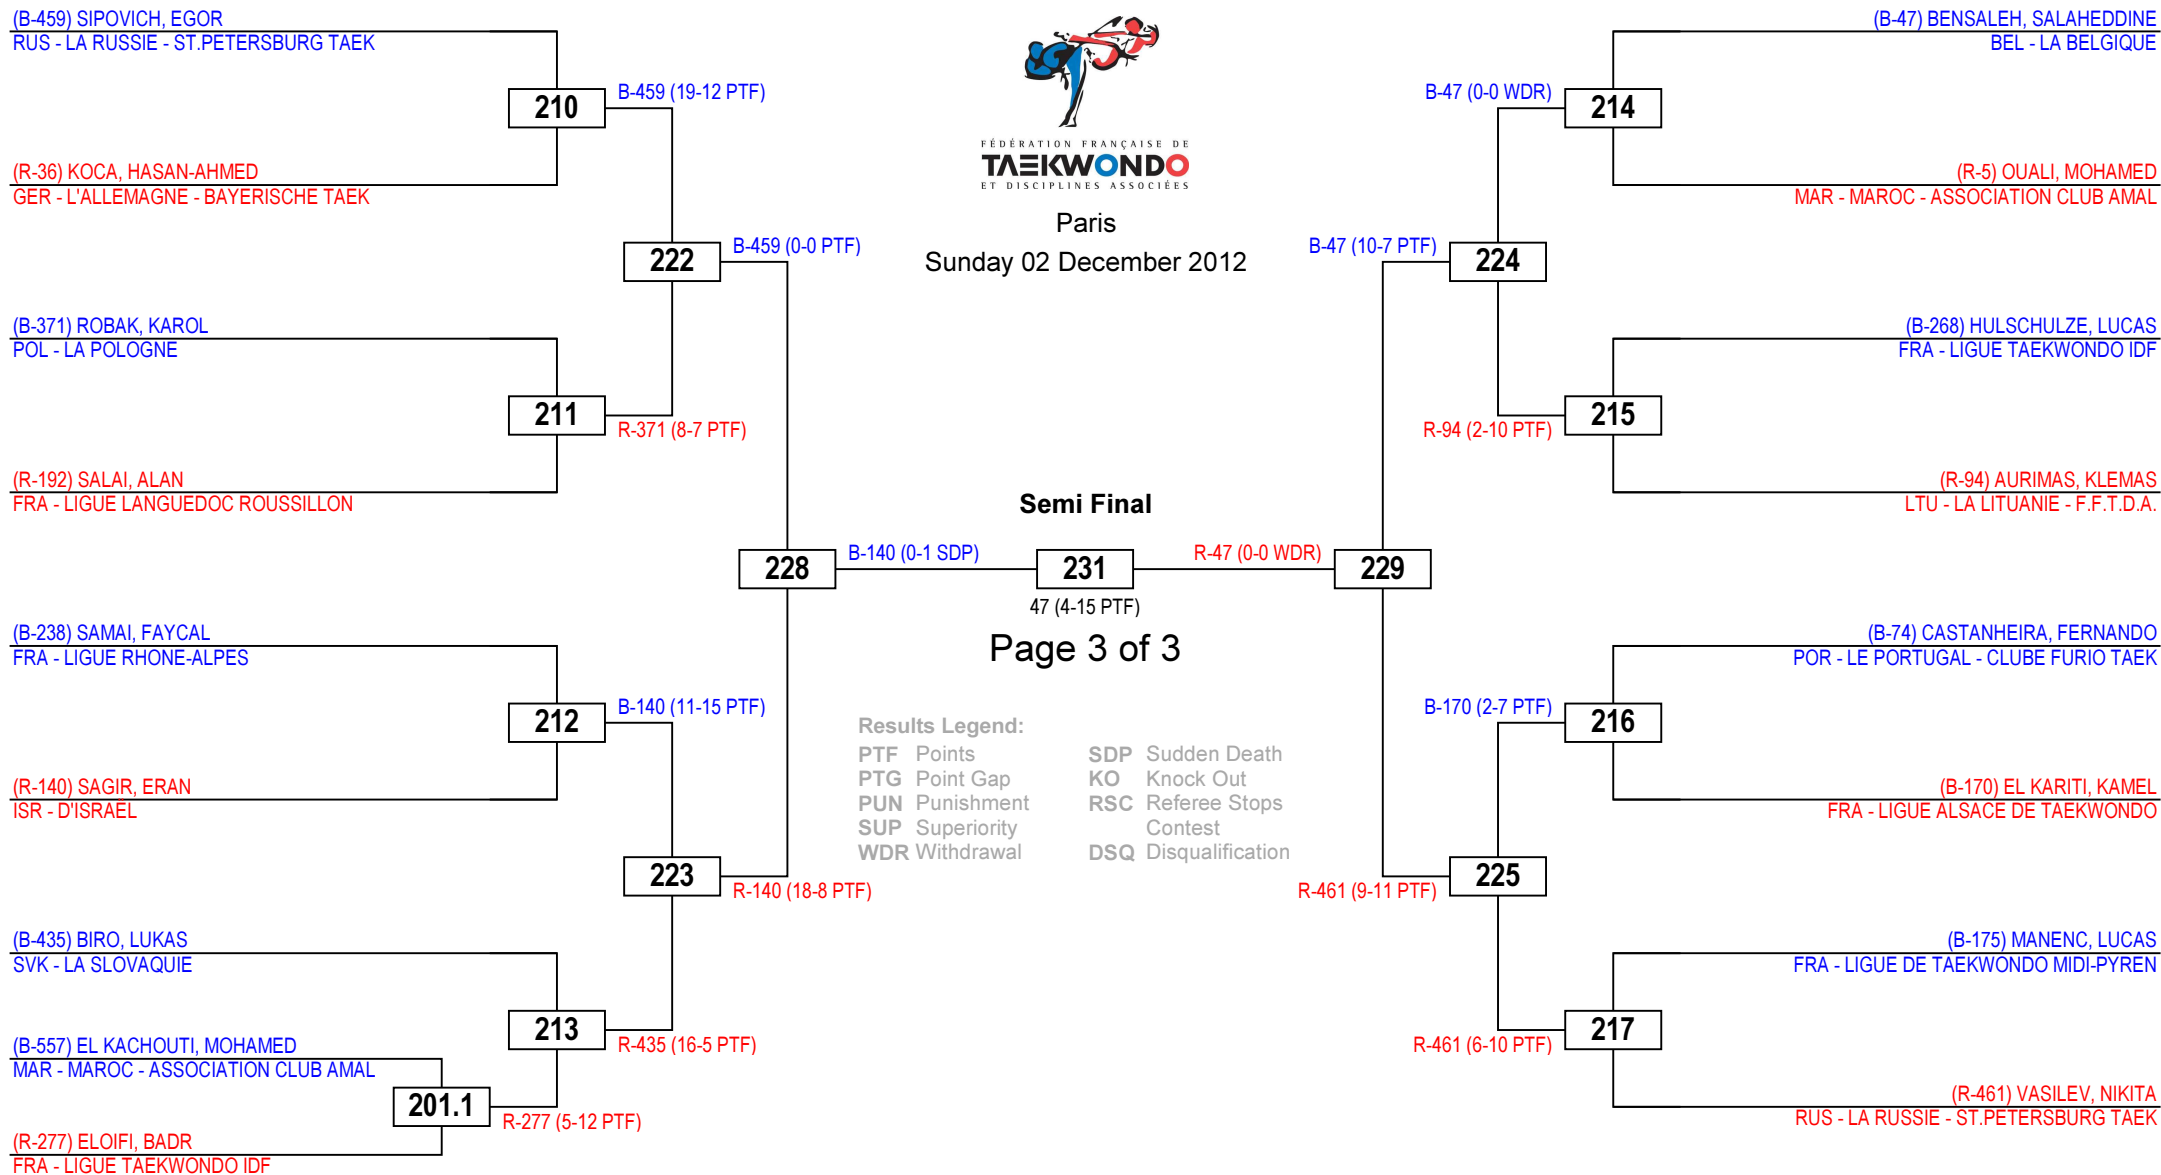 (B-459) SIPOVICH, EGOR
RUS - LA RUSSIE - ST.PETERSBURG TAEK
210
B-459 (19-12 PTF)
(R-36) KOCA, HASAN-AHMED
GER - L'ALLEMAGNE - BAYERISCHE TAEK
222
B-459 (0-0 PTF)
(B-371) ROBAK, KAROL
POL - LA POLOGNE
211
R-371 (8-7 PTF)
(R-192) SALAI, ALAN
FRA - LIGUE LANGUEDOC ROUSSILLON
228
B-140 (0-1 SDP)
(B-238) SAMAI, FAYCAL
FRA - LIGUE RHONE-ALPES
212
B-140 (11-15 PTF)
(R-140) SAGIR, ERAN
ISR - D'ISRAËL
223
R-140 (18-8 PTF)
(B-435) BIRO, LUKAS
SVK - LA SLOVAQUIE
213
R-435 (16-5 PTF)
(B-557) EL KACHOUTI, MOHAMED
MAR - MAROC - ASSOCIATION CLUB AMAL
201.1
R-277 (5-12 PTF)
(R-277) ELOIFI, BADR
FRA - LIGUE TAEKWONDO IDF
FÉDÉRATION FRANÇAISE DE
TAEKWONDO
ET DISCIPLINES ASSOCIÉES
Paris
Sunday 02 December 2012
Semi Final
231
47 (4-15 PTF)
Page 3 of 3
Results Legend:
PTF Points
PTG Point Gap
PUN Punishment
SUP Superiority
WDR Withdrawal
SDP Sudden Death
KO Knock Out
RSC Referee Stops
Contest
DSQ Disqualification
(B-47) BENSALEH, SALAHEDDINE
BEL - LA BELGIQUE
B-47 (0-0 WDR)
214
(R-5) OUALI, MOHAMED
MAR - MAROC - ASSOCIATION CLUB AMAL
B-47 (10-7 PTF)
224
(B-268) HULSCHULZE, LUCAS
FRA - LIGUE TAEKWONDO IDF
215
R-94 (2-10 PTF)
(R-94) AURIMAS, KLEMAS
LTU - LA LITUANIE - F.F.T.D.A.
R-47 (0-0 WDR)
229
(B-74) CASTANHEIRA, FERNANDO
POR - LE PORTUGAL - CLUBE FURIO TAEK
B-170 (2-7 PTF)
216
(B-170) EL KARITI, KAMEL
FRA - LIGUE ALSACE DE TAEKWONDO
225
R-461 (9-11 PTF)
(B-175) MANENC, LUCAS
FRA - LIGUE DE TAEKWONDO MIDI-PYREN
217
R-461 (6-10 PTF)
(R-461) VASILEV, NIKITA
RUS - LA RUSSIE - ST.PETERSBURG TAEK